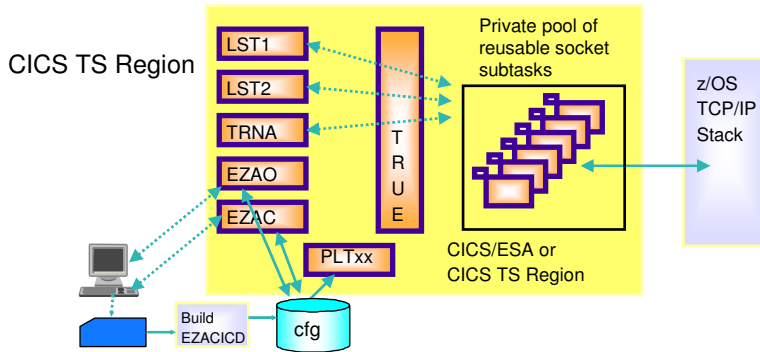 CICS TS Region
LST1
LST2
TRNA
EZAO
EZAC
PLTxx
T
R
U
E
Private pool of
reusable socket
subtasks
CICS/ESA or
CICS TS Region
z/OS
TCP/IP
Stack
Build
EZACICD
cfg